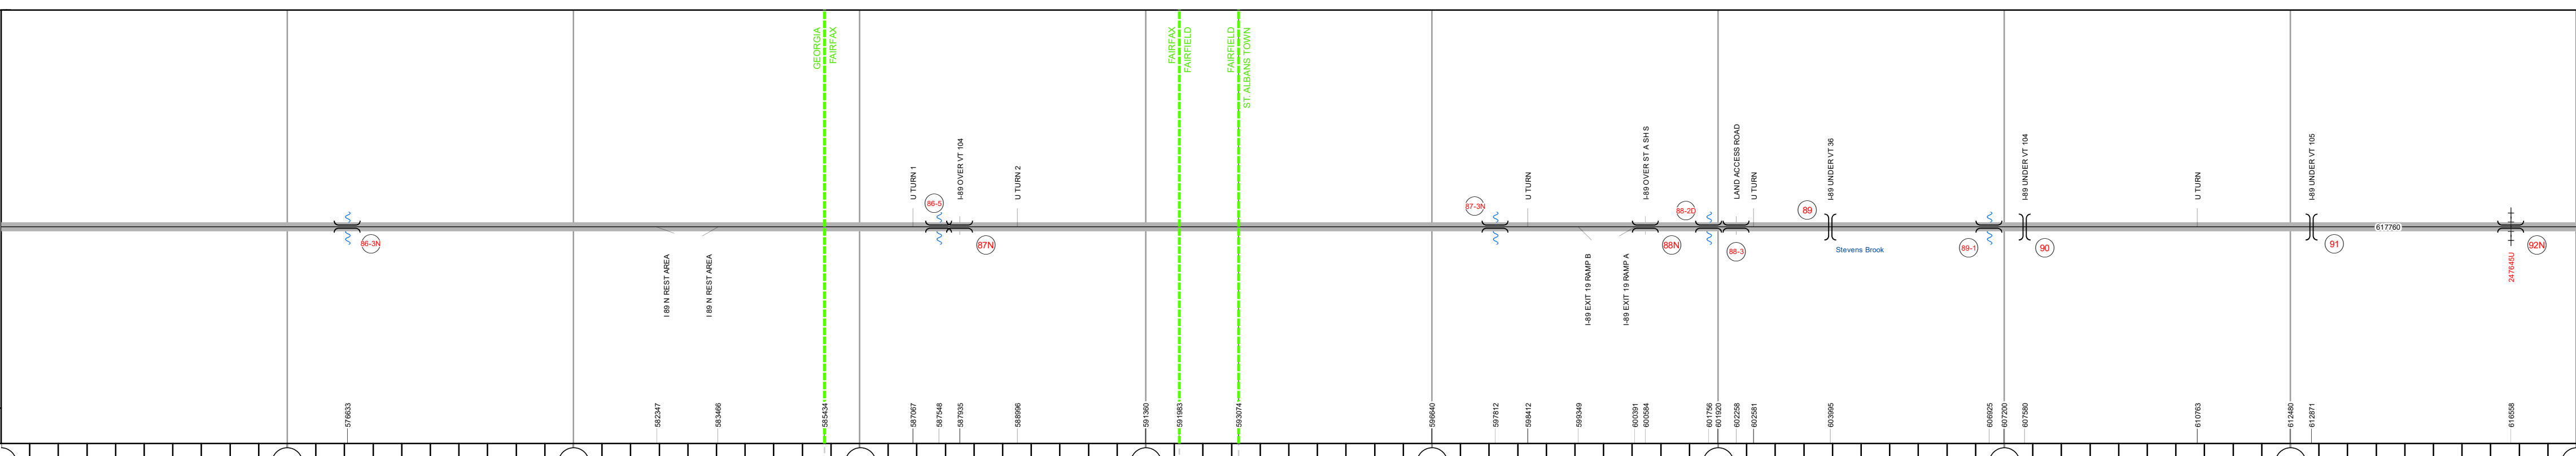 GEORGIA
FAIRFAX
FAIRFAX
FAIRFIELD
FAIRFIELD
ST. ALBANS TOWN
U TURN 1
I-89 OVER VT 104
U TURN 2
U TURN
I-89 OVER ST A SH S
LAND ACCESS ROAD
U TURN
I-89 UNDER VT 36
I-89 UNDER VT 104
U TURN
I-89 UNDER VT 105
86-5
87-3N
88-2D
89
617760
86-3N
87N
88N
88-3
Stevens Brook
89-1
90
91
92N
I 89 N REST AREA
I 89 N REST AREA
I-89 EXIT 19 RAMP B
I-89 EXIT 19 RAMP A
247645U
576633
582347
583466
585434
587067
587548
587935
588996
591360
591983
593074
596640
597812
598412
599349
600391
600584
601756
601920
602258
602581
603995
606925
607200
607580
610763
612480
612871
616558